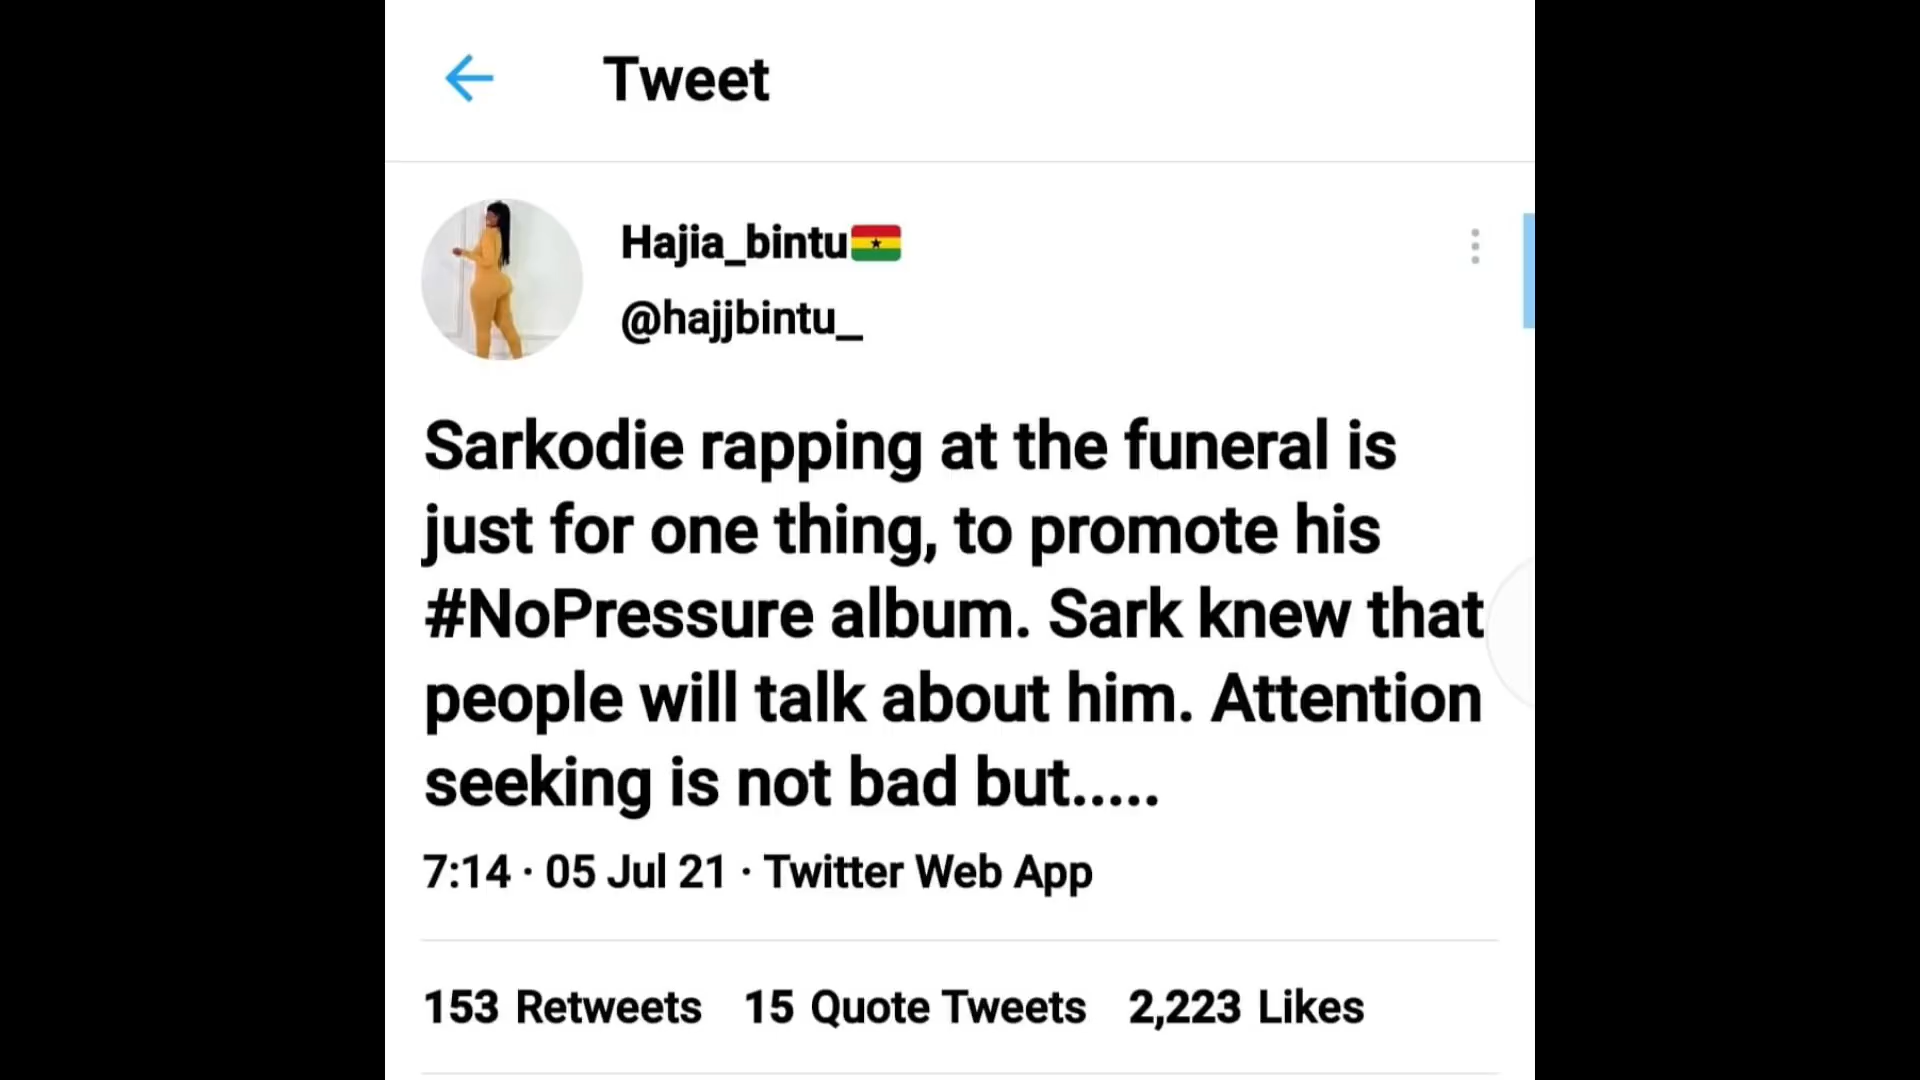 Tweet
Hajia_bintu🇬🇭
@hajjbintu_
Sarkodie rapping at the funeral is
just for one thing, to promote his
#NoPressure album. Sark knew that
people will talk about him. Attention
seeking is not bad but.....
7:14 · 05 Jul 21 · Twitter Web App
153 Retweets 15 Quote Tweets 2,223 Likes